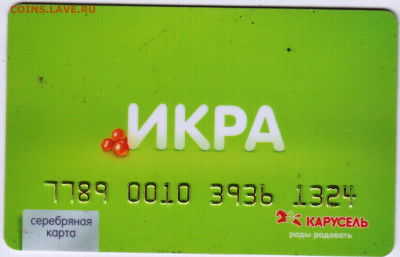 COINS.LAVE.RU
ИКРА
7789 0010 3936 1324
серебряная
карта
КАРУСЕЛЬ
рады радовать